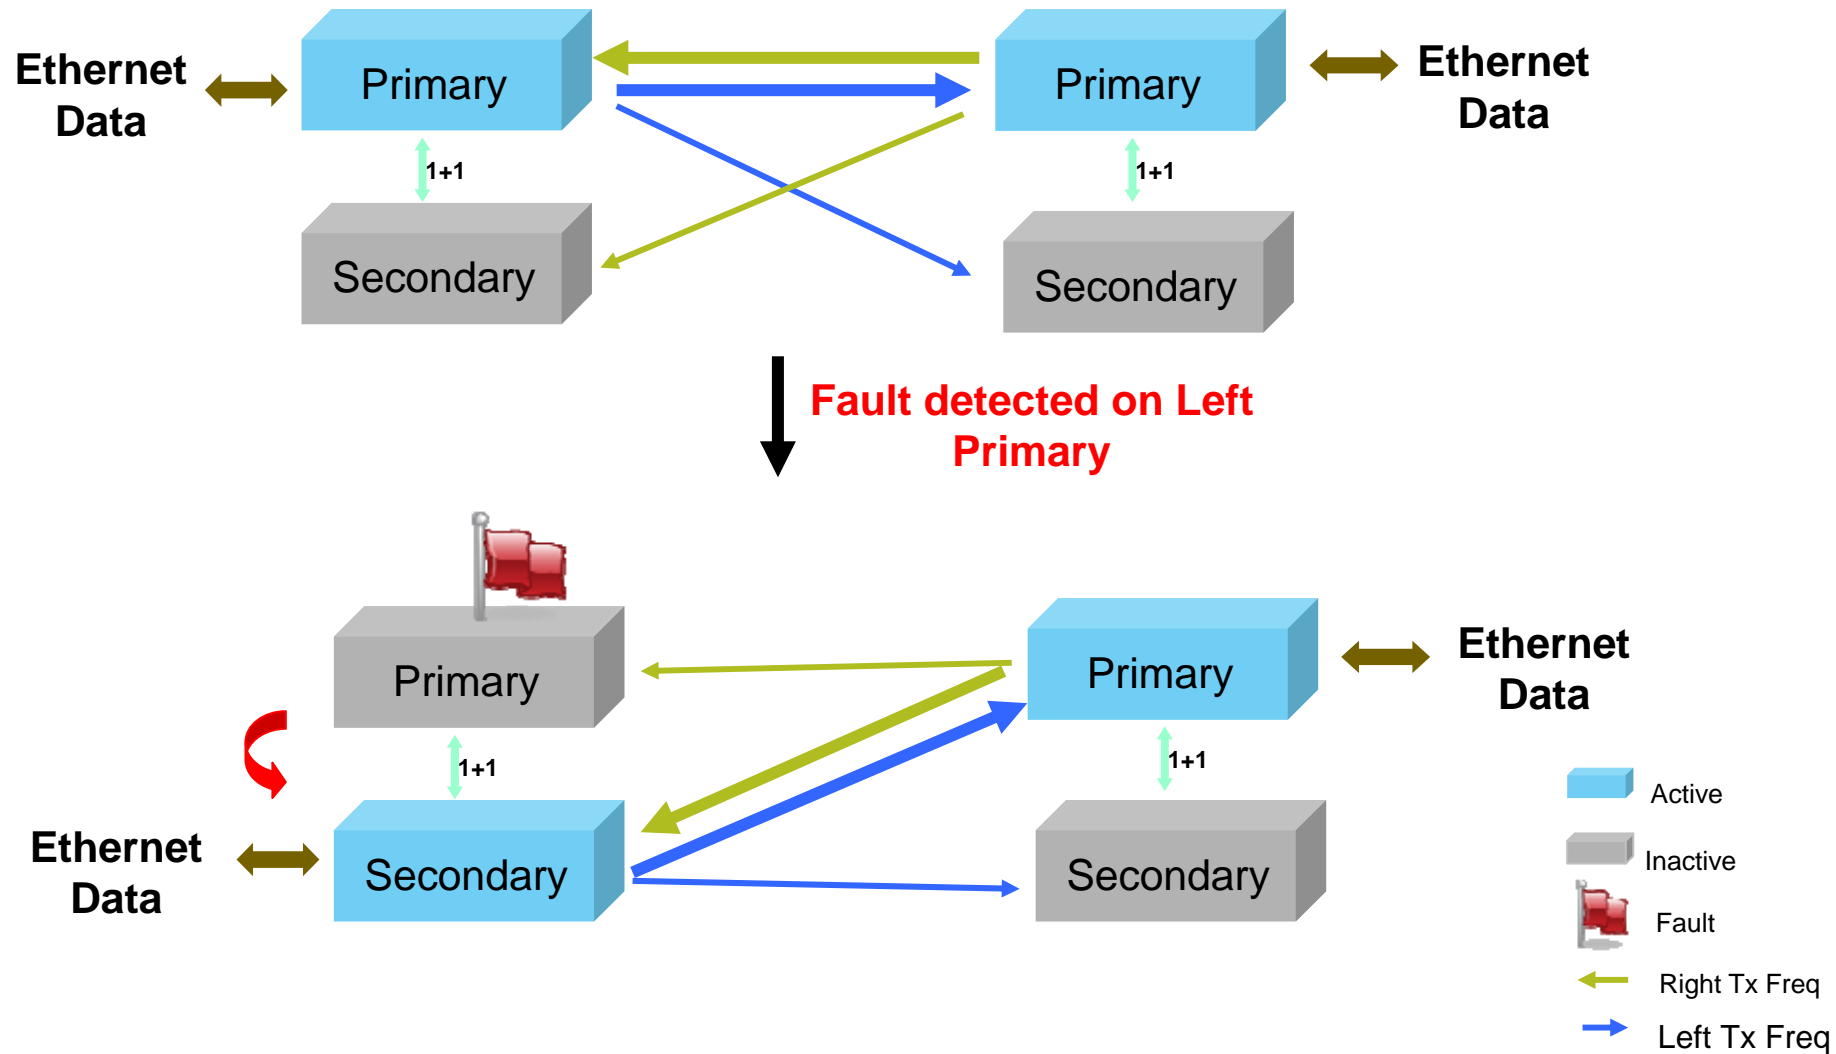 Ethernet
Data
Primary
Primary
Ethernet
Data
1+1
1+1
Secondary
Secondary
Fault detected on Left
Primary
Primary
Primary
Ethernet
Data
1+1
1+1
Ethernet
Data
Secondary
Secondary
Active
Inactive
Fault
Right Tx Freq
Left Tx Freq